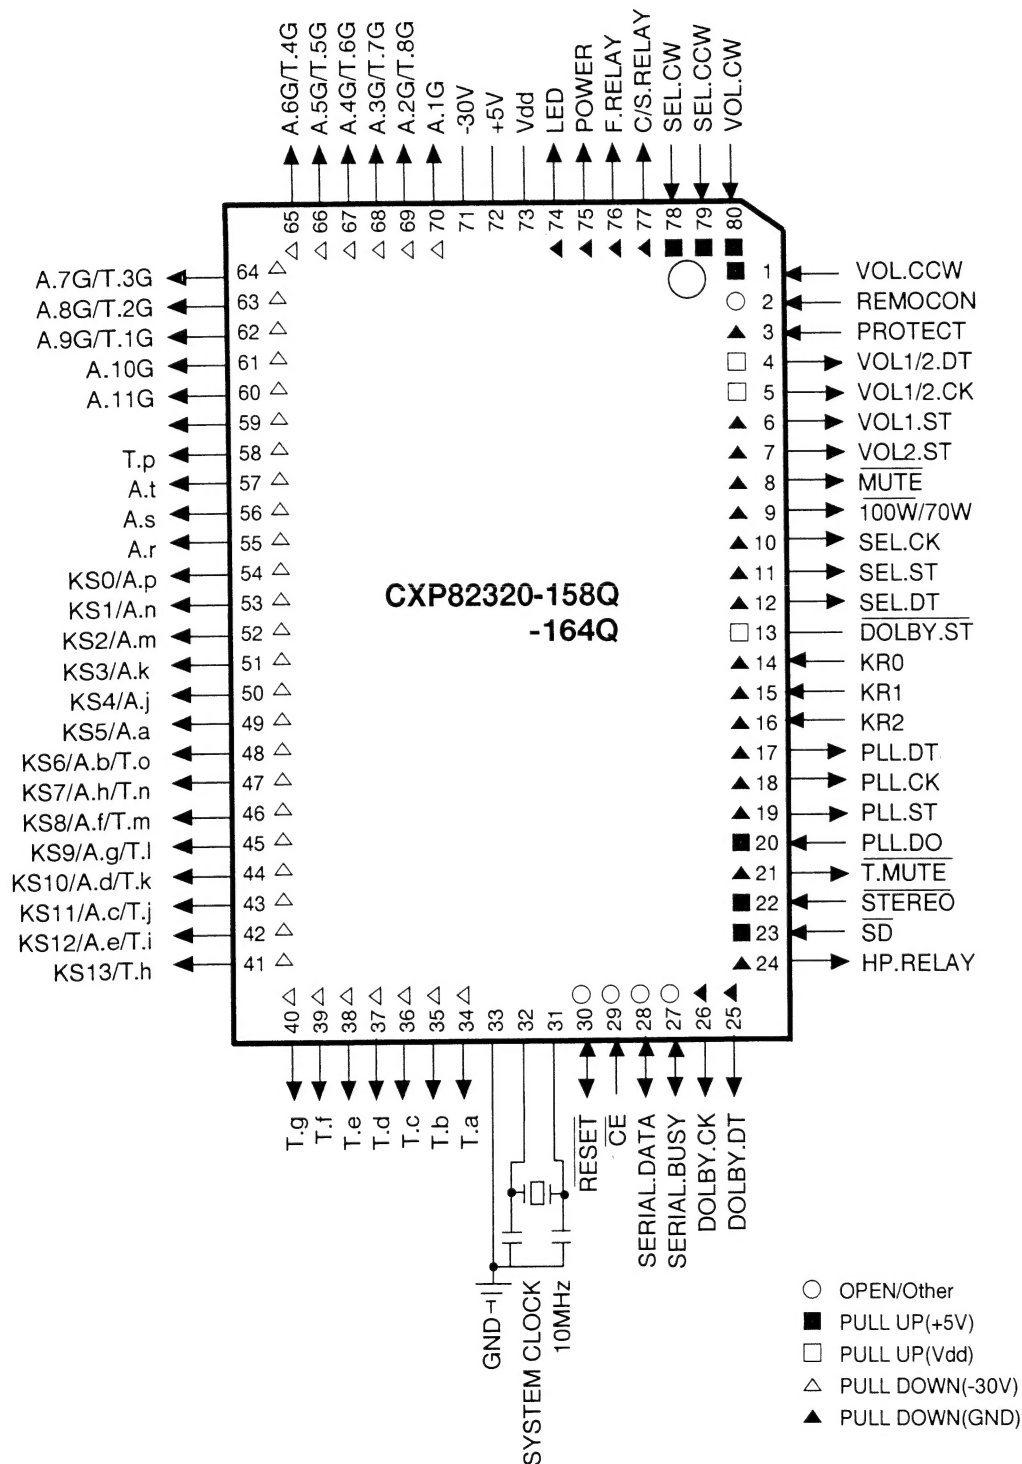 A.6G/T.4G
A.5G/T.5G
A.4G/T.6G
A.3G/T.7G
A.2G/T.8G
A.1G
-30V
+5V
Vdd
LED
POWER
F.RELAY
C/S.RELAY
SEL.CW
SEL.CCW
VOL.CW
65 66 67 68 69 70 71 72 73 74 75 76 77 78 79 80
A.7G/T.3G 64
A.8G/T.2G 63
A.9G/T.1G 62
A.10G 61
A.11G 60
59
T.p 58
A.t 57
A.s 56
A.r 55
KS0/A.p 54
KS1/A.n 53
KS2/A.m 52
KS3/A.k 51
KS4/A.j 50
KS5/A.a 49
KS6/A.b/T.o 48
KS7/A.h/T.n 47
KS8/A.f/T.m 46
KS9/A.g/T.l 45
KS10/A.d/T.k 44
KS11/A.c/T.j 43
KS12/A.e/T.i 42
KS13/T.h 41
CXP82320-158Q
-164Q
1 VOL.CCW
2 REMOCON
3 PROTECT
4 VOL1/2.DT
5 VOL1/2.CK
6 VOL1.ST
7 VOL2.ST
8 MUTE
9 100W/70W
10 SEL.CK
11 SEL.ST
12 SEL.DT
13 DOLBY.ST
14 KR0
15 KR1
16 KR2
17 PLL.DT
18 PLL.CK
19 PLL.ST
20 PLL.DO
21 T.MUTE
22 STEREO
23 SD
24 HP.RELAY
40 39 38 37 36 35 34 33 32 31 30 29 28 27 26 25
T.g
T.f
T.e
T.d
T.c
T.b
T.a
GND
SYSTEM CLOCK
10MHz
RESET
CE
SERIAL.DATA
SERIAL.BUSY
DOLBY.CK
DOLBY.DT
OPEN/Other
PULL UP(+5V)
PULL UP(Vdd)
PULL DOWN(-30V)
PULL DOWN(GND)